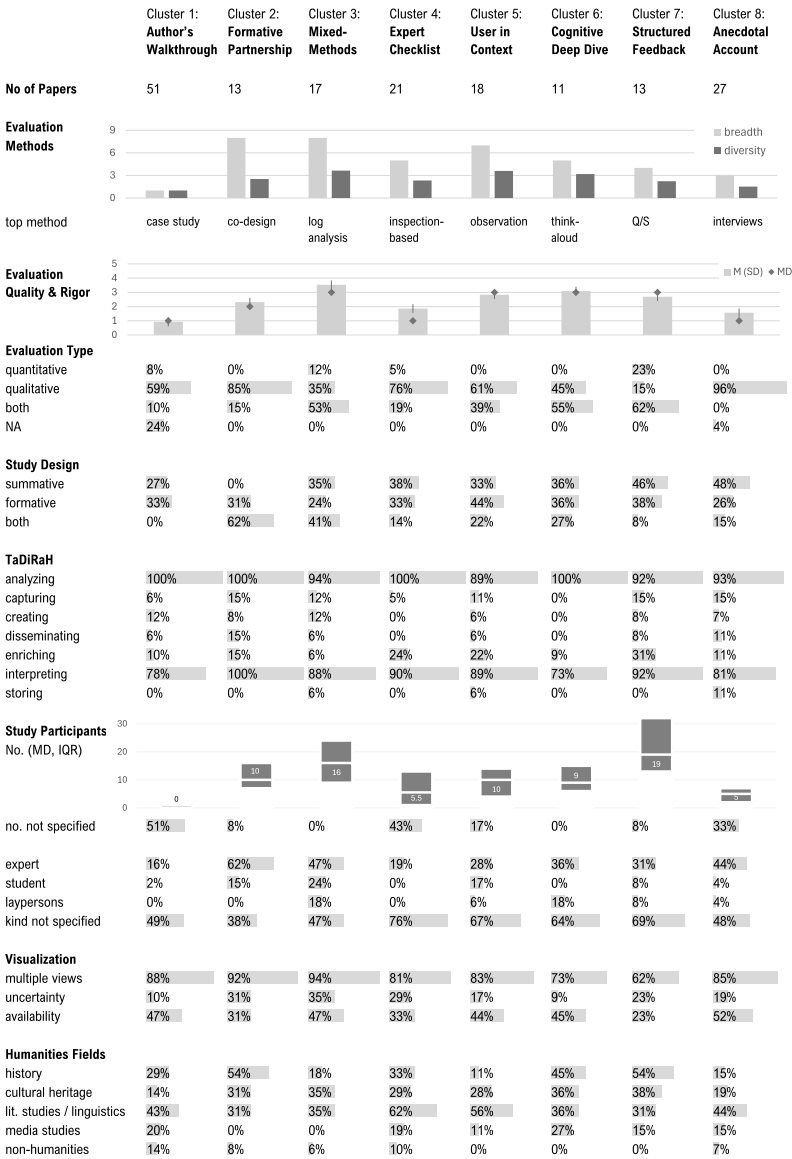 Cluster 1: Cluster 2: Cluster 3: Cluster 4: Cluster 5: Cluster 6: Cluster 7: Cluster 8:
Author's Formative Mixed- Expert User in Cognitive Structured Anecdotal
Walkthrough Partnership Methods Checklist Context Deep Dive Feedback Account
No of Papers 51 13 17 21 18 11 13 27
Evaluation
Methods
9
6
3
0
breadth
diversity
top method case study co-design log inspection- observation think- Q/S interviews
analysis based aloud
Evaluation
Quality & Rigor
5
4
3
2
1
0
M (SD) MD
Evaluation Type
quantitative 8% 0% 12% 5% 0% 0% 23% 0%
qualitative 59% 85% 35% 76% 61% 45% 15% 96%
both 10% 15% 53% 19% 39% 55% 62% 0%
NA 24% 0% 0% 0% 0% 0% 0% 4%
Study Design
summative 27% 0% 35% 38% 33% 36% 46% 48%
formative 33% 31% 24% 33% 44% 36% 38% 26%
both 0% 62% 41% 14% 22% 27% 8% 15%
TaDiRaH
analyzing 100% 100% 94% 100% 89% 100% 92% 93%
capturing 6% 15% 12% 5% 11% 0% 15% 15%
creating 12% 8% 12% 0% 6% 0% 8% 7%
disseminating 6% 15% 6% 0% 6% 0% 8% 11%
enriching 10% 15% 6% 24% 22% 9% 31% 11%
interpreting 78% 100% 88% 90% 89% 73% 92% 81%
storing 0% 0% 6% 0% 6% 0% 0% 11%
Study Participants
No. (MD, IQR)
30
20
10
0
0 10 16 5.5 10 9 19 5
no. not specified 51% 8% 0% 43% 17% 0% 8% 33%
expert 16% 62% 47% 19% 28% 36% 31% 44%
student 2% 15% 24% 0% 17% 0% 8% 4%
laypersons 0% 0% 18% 0% 6% 18% 8% 4%
kind not specified 49% 38% 47% 76% 67% 64% 69% 48%
Visualization
multiple views 88% 92% 94% 81% 83% 73% 62% 85%
uncertainty 10% 31% 35% 29% 17% 9% 23% 19%
availability 47% 31% 47% 33% 44% 45% 23% 52%
Humanities Fields
history 29% 54% 18% 33% 11% 45% 54% 15%
cultural heritage 14% 31% 35% 29% 28% 36% 38% 19%
lit. studies / linguistics 43% 31% 35% 62% 56% 36% 31% 44%
media studies 20% 0% 0% 19% 11% 27% 15% 15%
non-humanities 14% 8% 6% 10% 0% 0% 0% 7%